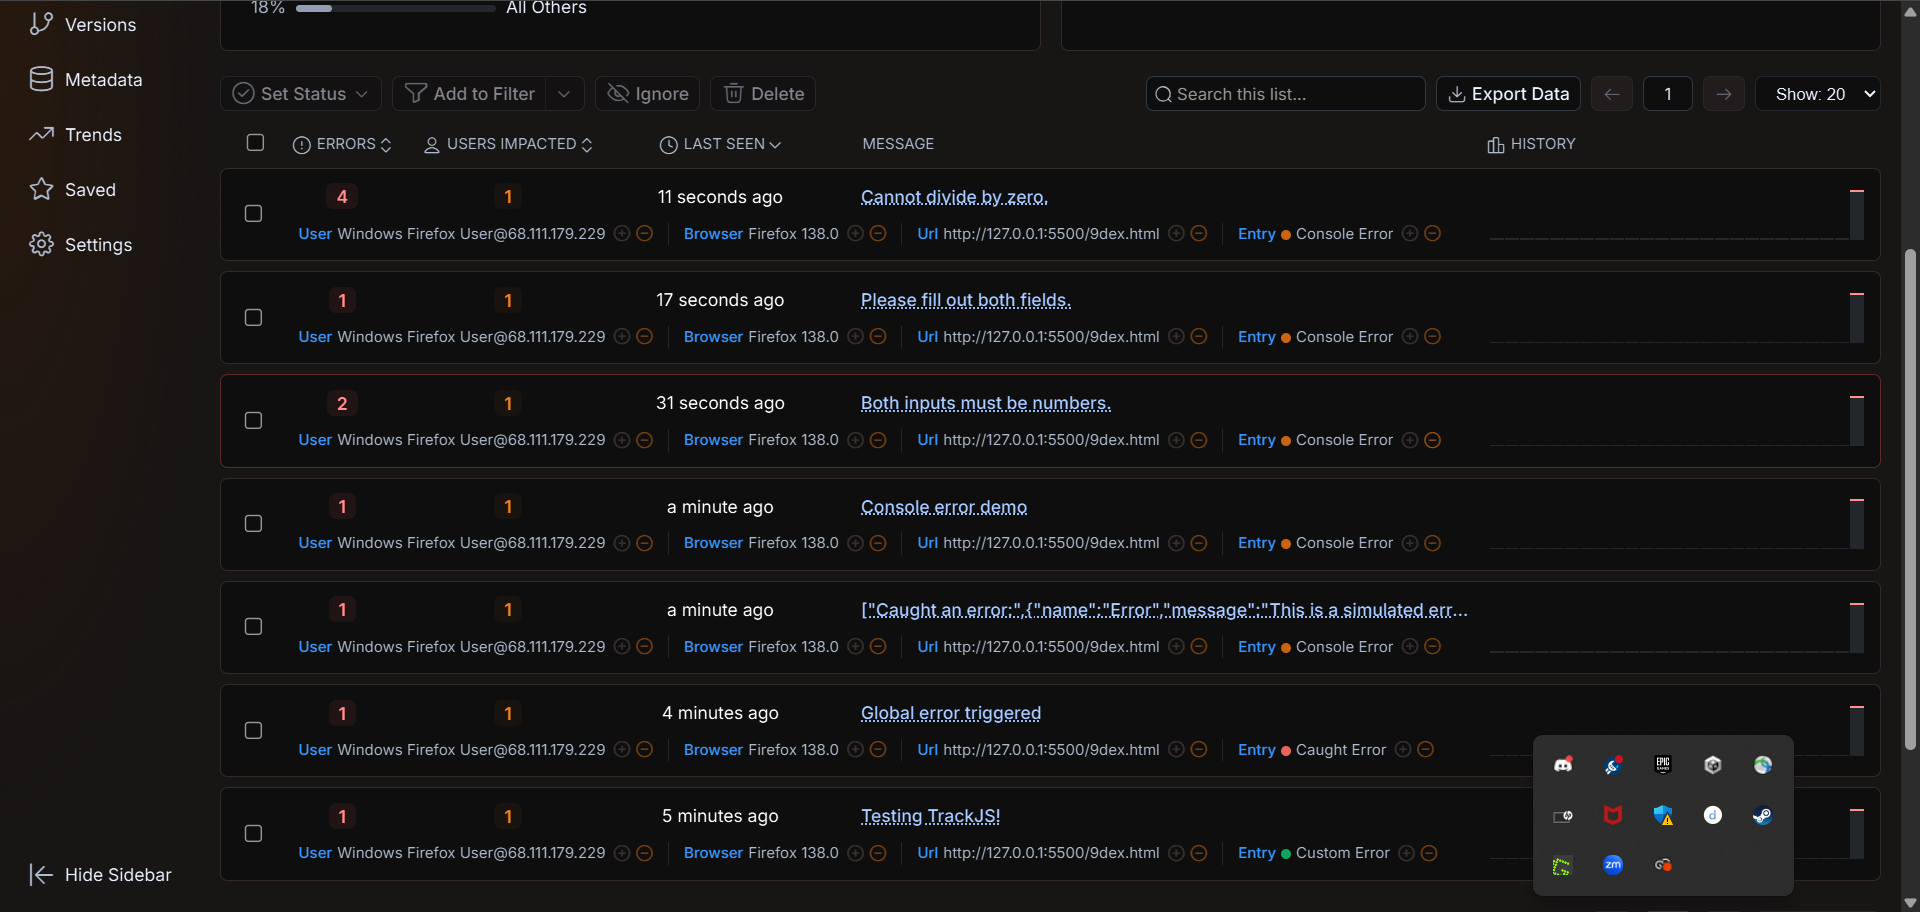 Versions
Metadata
Trends
Saved
Settings
Hide Sidebar
18% All Others
Set Status Add to Filter Ignore Delete Search this list... Export Data 1 Show: 20
ERRORS USERS IMPACTED LAST SEEN MESSAGE HISTORY
4 1 11 seconds ago Cannot divide by zero.
User Windows Firefox User@68.111.179.229 Browser Firefox 138.0 Url http://127.0.0.1:5500/9dex.html Entry Console Error
1 1 17 seconds ago Please fill out both fields.
User Windows Firefox User@68.111.179.229 Browser Firefox 138.0 Url http://127.0.0.1:5500/9dex.html Entry Console Error
2 1 31 seconds ago Both inputs must be numbers.
User Windows Firefox User@68.111.179.229 Browser Firefox 138.0 Url http://127.0.0.1:5500/9dex.html Entry Console Error
1 1 a minute ago Console error demo
User Windows Firefox User@68.111.179.229 Browser Firefox 138.0 Url http://127.0.0.1:5500/9dex.html Entry Console Error
1 1 a minute ago ["Caught an error:",{"name":"Error","message":"This is a simulated err...
User Windows Firefox User@68.111.179.229 Browser Firefox 138.0 Url http://127.0.0.1:5500/9dex.html Entry Console Error
1 1 4 minutes ago Global error triggered
User Windows Firefox User@68.111.179.229 Browser Firefox 138.0 Url http://127.0.0.1:5500/9dex.html Entry Caught Error
1 1 5 minutes ago Testing TrackJS!
User Windows Firefox User@68.111.179.229 Browser Firefox 138.0 Url http://127.0.0.1:5500/9dex.html Entry Custom Error
EPIC
GAMES
hp
d
zm